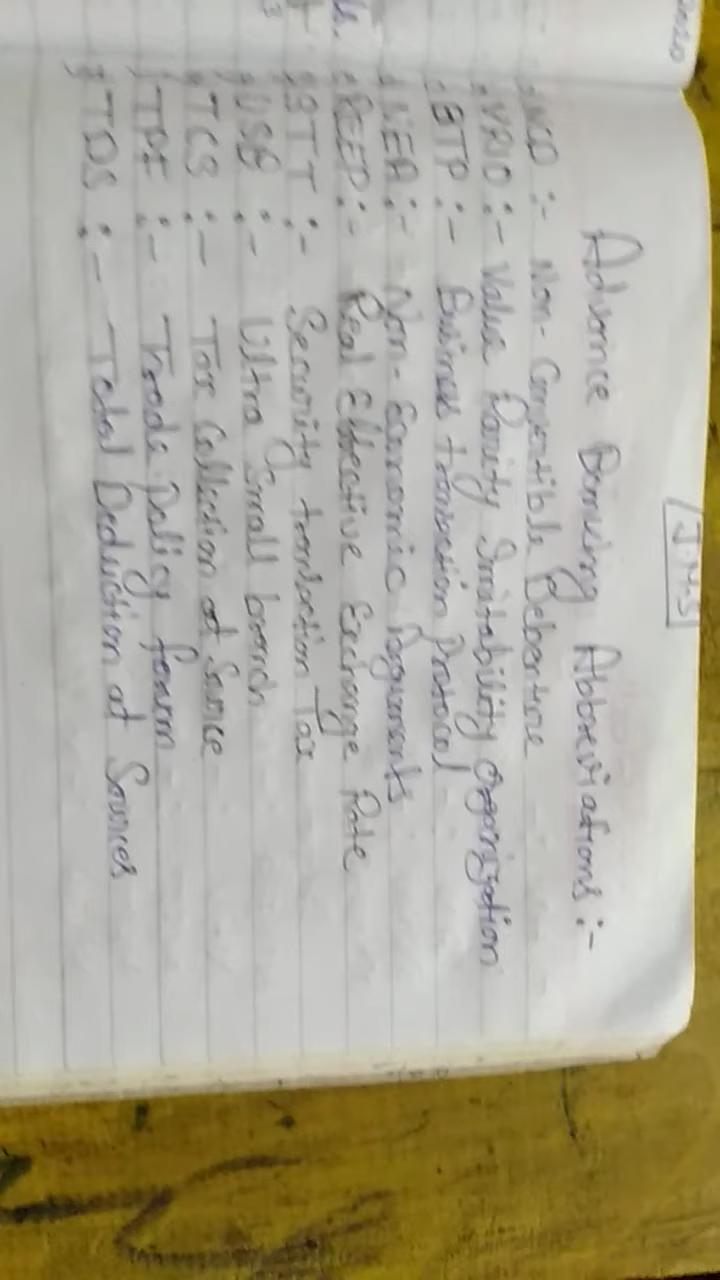 J.M.S
Advance Banking Abbreviations :-
NCD :- Non-Convertible Debenture
VRIO :- Value Rarity Imitability Organization
BTP :- Business transaction Protocol
NEA :- Non-Economic Arguments
REEP :- Real Effective Exchange Rate
STT :- Security transaction Tax
USB :- Ultra Small branch
TCS :- Tax Collection at Source
TPF :- Trade policy forum
TDS :- Total Deduction at Sources